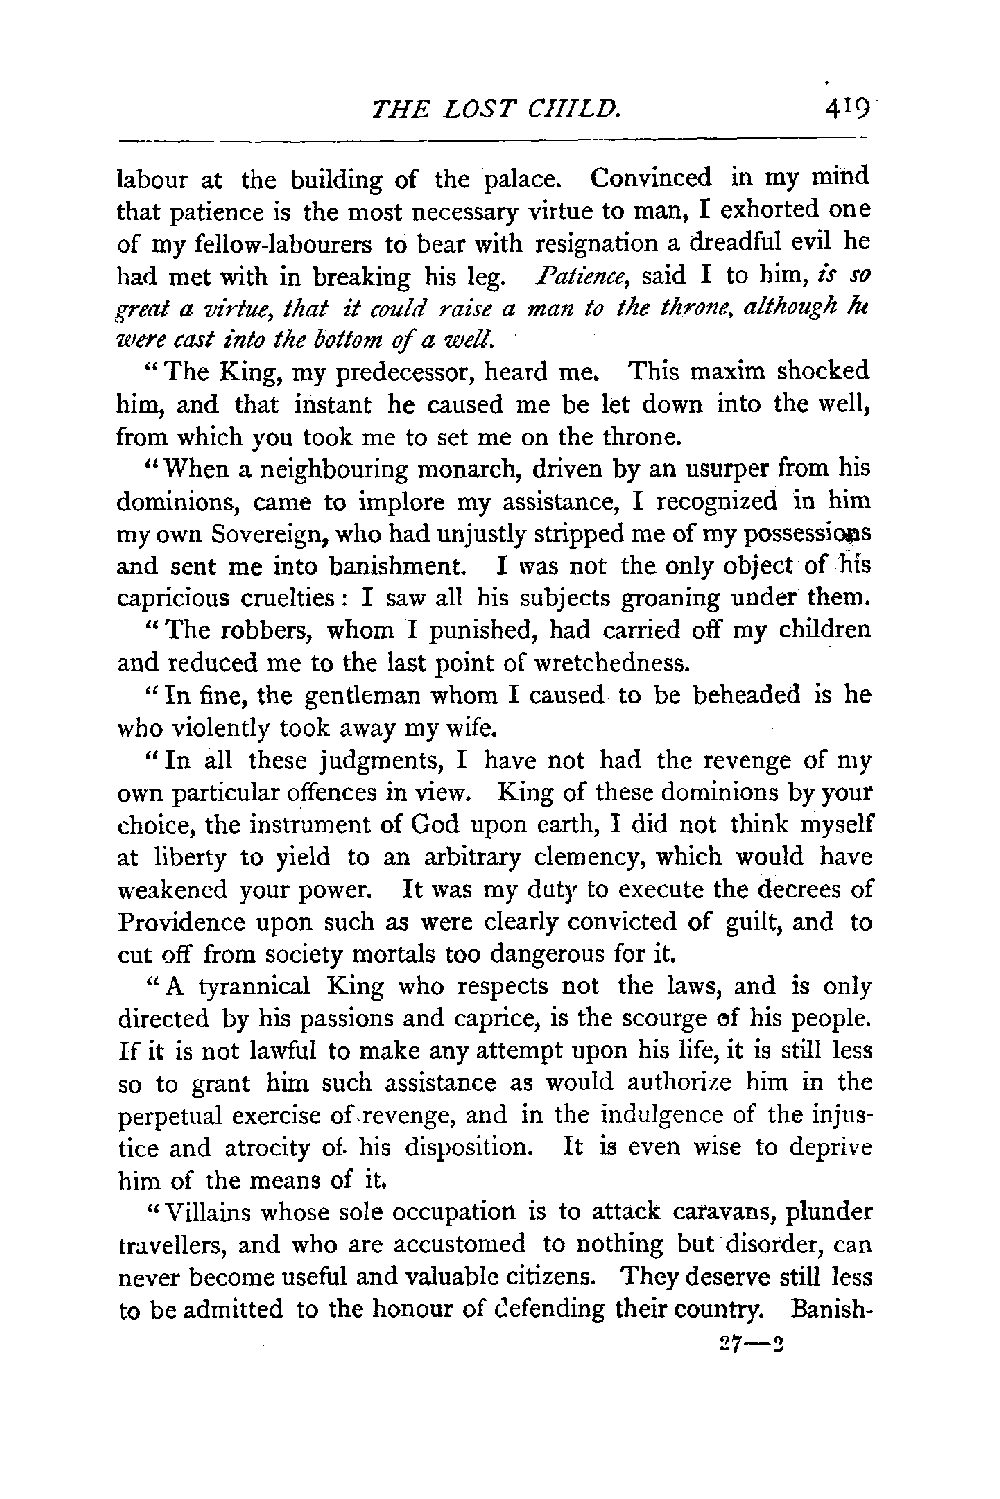 THE LOST CHILD. 419
labour at the building of the palace. Convinced in my mind
that patience is the most necessary virtue to man, I exhorted one
of my fellow-labourers to bear with resignation a dreadful evil he
had met with in breaking his leg. Patience, said I to him, is so
great a virtue, that it could raise a man to the throne, although he
were cast into the bottom of a well.
“The King, my predecessor, heard me. This maxim shocked
him, and that instant he caused me be let down into the well,
from which you took me to set me on the throne.
“When a neighbouring monarch, driven by an usurper from his
dominions, came to implore my assistance, I recognized in him
my own Sovereign, who had unjustly stripped me of my possessions
and sent me into banishment. I was not the only object of his
capricious cruelties: I saw all his subjects groaning under them.
“The robbers, whom I punished, had carried off my children
and reduced me to the last point of wretchedness.
“In fine, the gentleman whom I caused to be beheaded is he
who violently took away my wife.
“In all these judgments, I have not had the revenge of my
own particular offences in view. King of these dominions by your
choice, the instrument of God upon earth, I did not think myself
at liberty to yield to an arbitrary clemency, which would have
weakened your power. It was my duty to execute the decrees of
Providence upon such as were clearly convicted of guilt, and to
cut off from society mortals too dangerous for it.
“A tyrannical King who respects not the laws, and is only
directed by his passions and caprice, is the scourge of his people.
If it is not lawful to make any attempt upon his life, it is still less
so to grant him such assistance as would authorize him in the
perpetual exercise of revenge, and in the indulgence of the injus-
tice and atrocity of his disposition. It is even wise to deprive
him of the means of it.
“Villains whose sole occupation is to attack caravans, plunder
travellers, and who are accustomed to nothing but disorder, can
never become useful and valuable citizens. They deserve still less
to be admitted to the honour of defending their country. Banish-
27—2